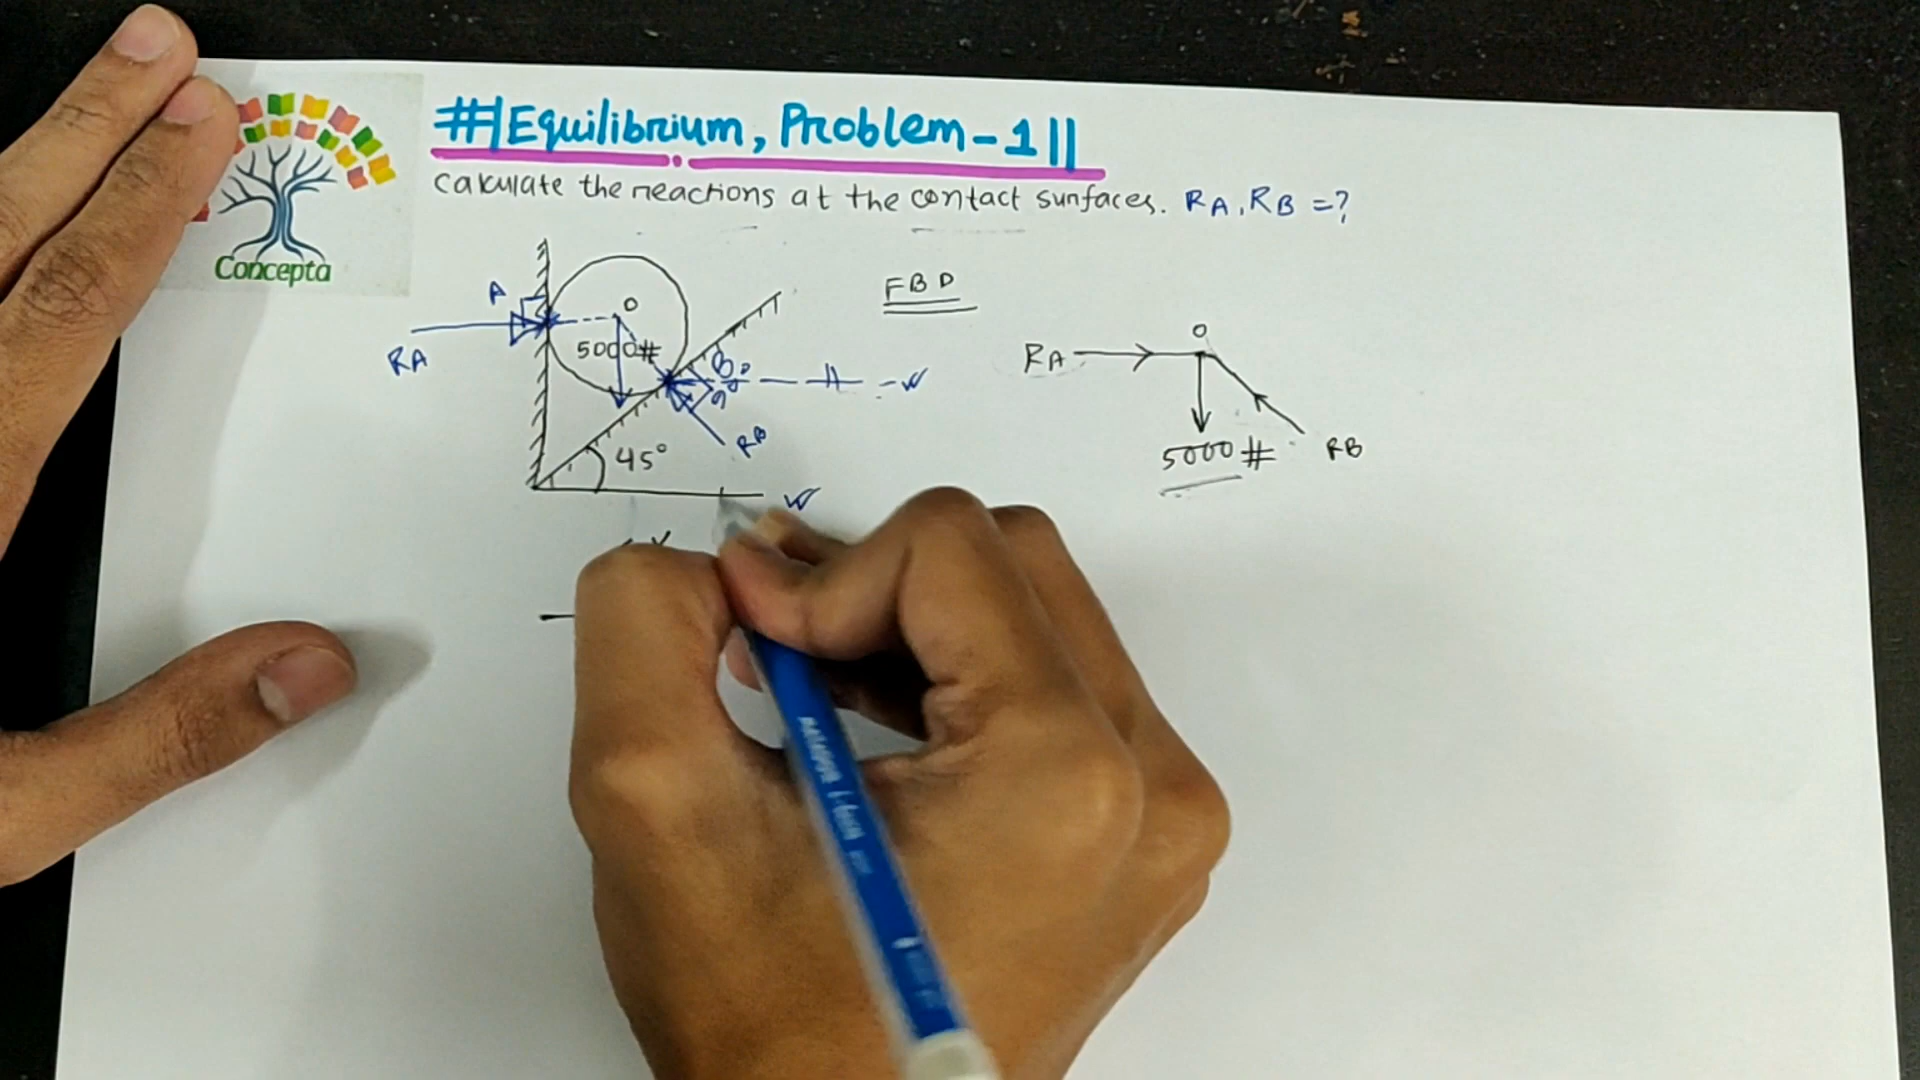 #|Equilibrium, Problem-1||
calculate the reactions at the contact surfaces. RA, RB =?
Concepta
A
O
FBD
5000#
RA
B
90°
RB
45°
O
RA
5000#
RB